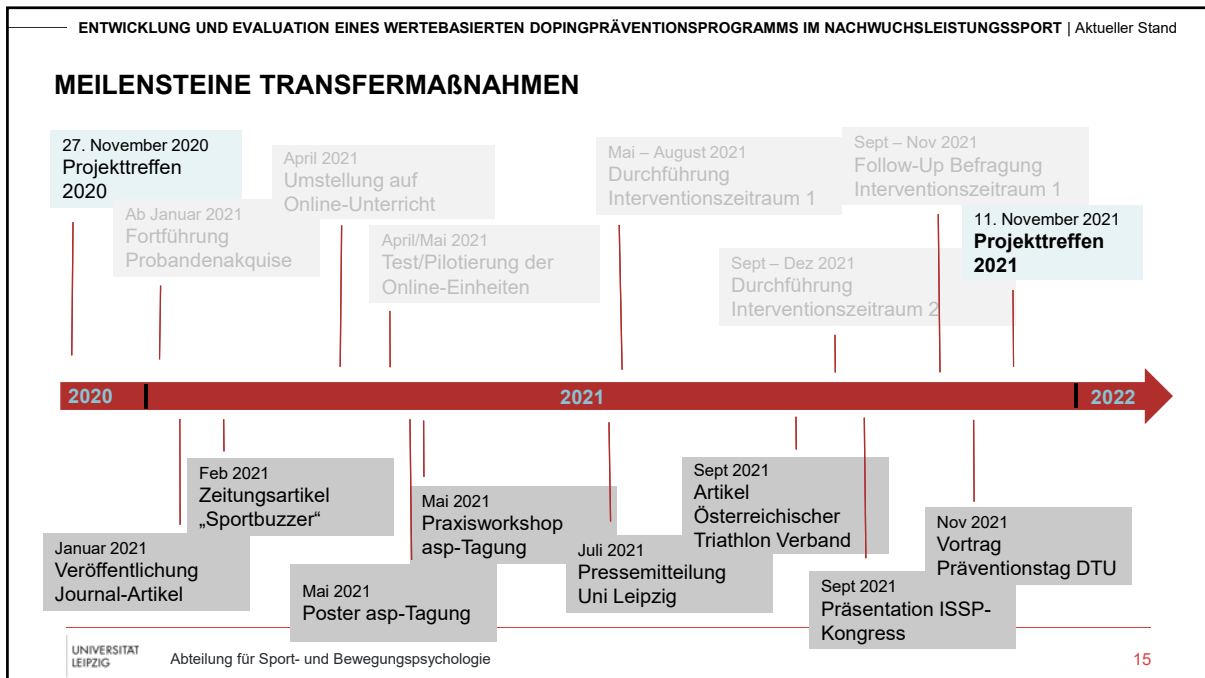 ENTWICKLUNG UND EVALUATION EINES WERTEBASIERTEN DOPINGPRÄVENTIONSPROGRAMMS IM NACHWUCHSLEISTUNGSSPORT | Aktueller Stand
MEILENSTEINE TRANSFERMAßNAHMEN
27. November 2020
Projekttreffen
2020
Ab Januar 2021
Fortführung
Probandenakquise
April 2021
Umstellung auf
Online-Unterricht
April/Mai 2021
Test/Pilotierung der
Online-Einheiten
Mai – August 2021
Durchführung
Interventionszeitraum 1
Sept – Dez 2021
Durchführung
Interventionszeitraum 2
Sept – Nov 2021
Follow-Up Befragung
Interventionszeitraum 1
11. November 2021
Projekttreffen
2021
2020 2021 2022
Januar 2021
Veröffentlichung
Journal-Artikel
Feb 2021
Zeitungsartikel
„Sportbuzzer“
Mai 2021
Poster asp-Tagung
Mai 2021
Praxisworkshop
asp-Tagung
Juli 2021
Pressemitteilung
Uni Leipzig
Sept 2021
Artikel
Österreichischer
Triathlon Verband
Sept 2021
Präsentation ISSP-
Kongress
Nov 2021
Vortrag
Präventionstag DTU
UNIVERSITÄT
LEIPZIG
Abteilung für Sport- und Bewegungspsychologie
15